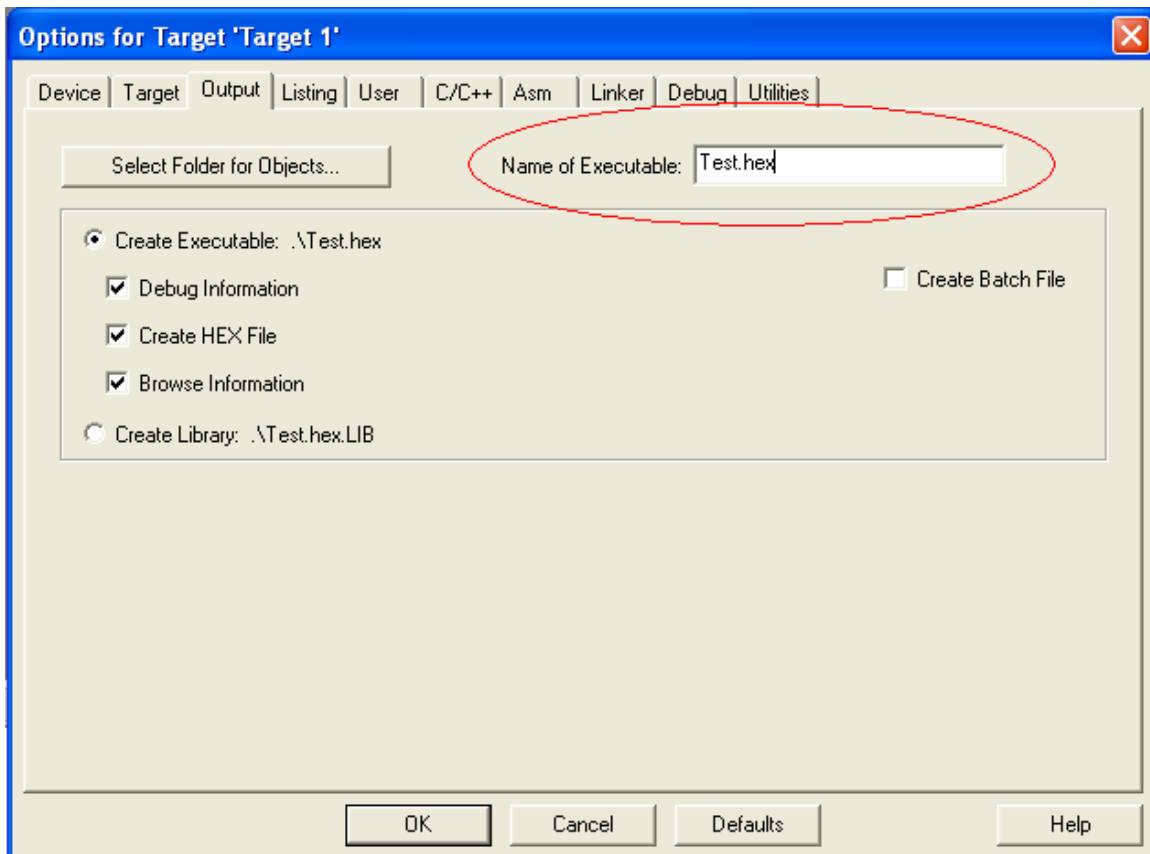 Options for Target 'Target 1'
Device Target Output Listing User C/C++ Asm Linker Debug Utilities
Select Folder for Objects...
Name of Executable: Test.hex
Create Executable: .\Test.hex
Debug Information
Create Batch File
Create HEX File
Browse Information
Create Library: .\Test.hex.LIB
OK Cancel Defaults Help